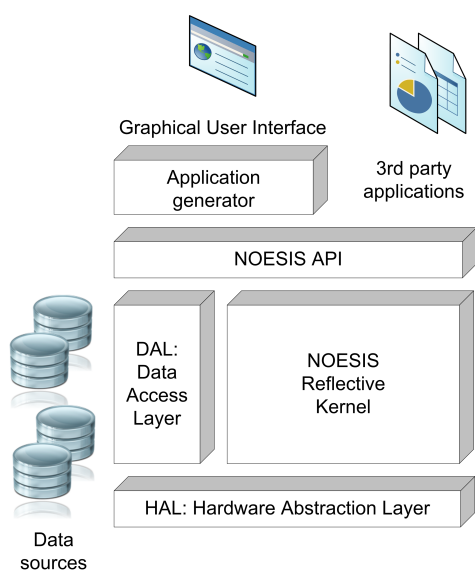 Graphical User Interface
Application
generator
3rd party
applications
NOESIS API
DAL:
Data
Access
Layer
NOESIS
Reflective
Kernel
HAL: Hardware Abstraction Layer
Data
sources